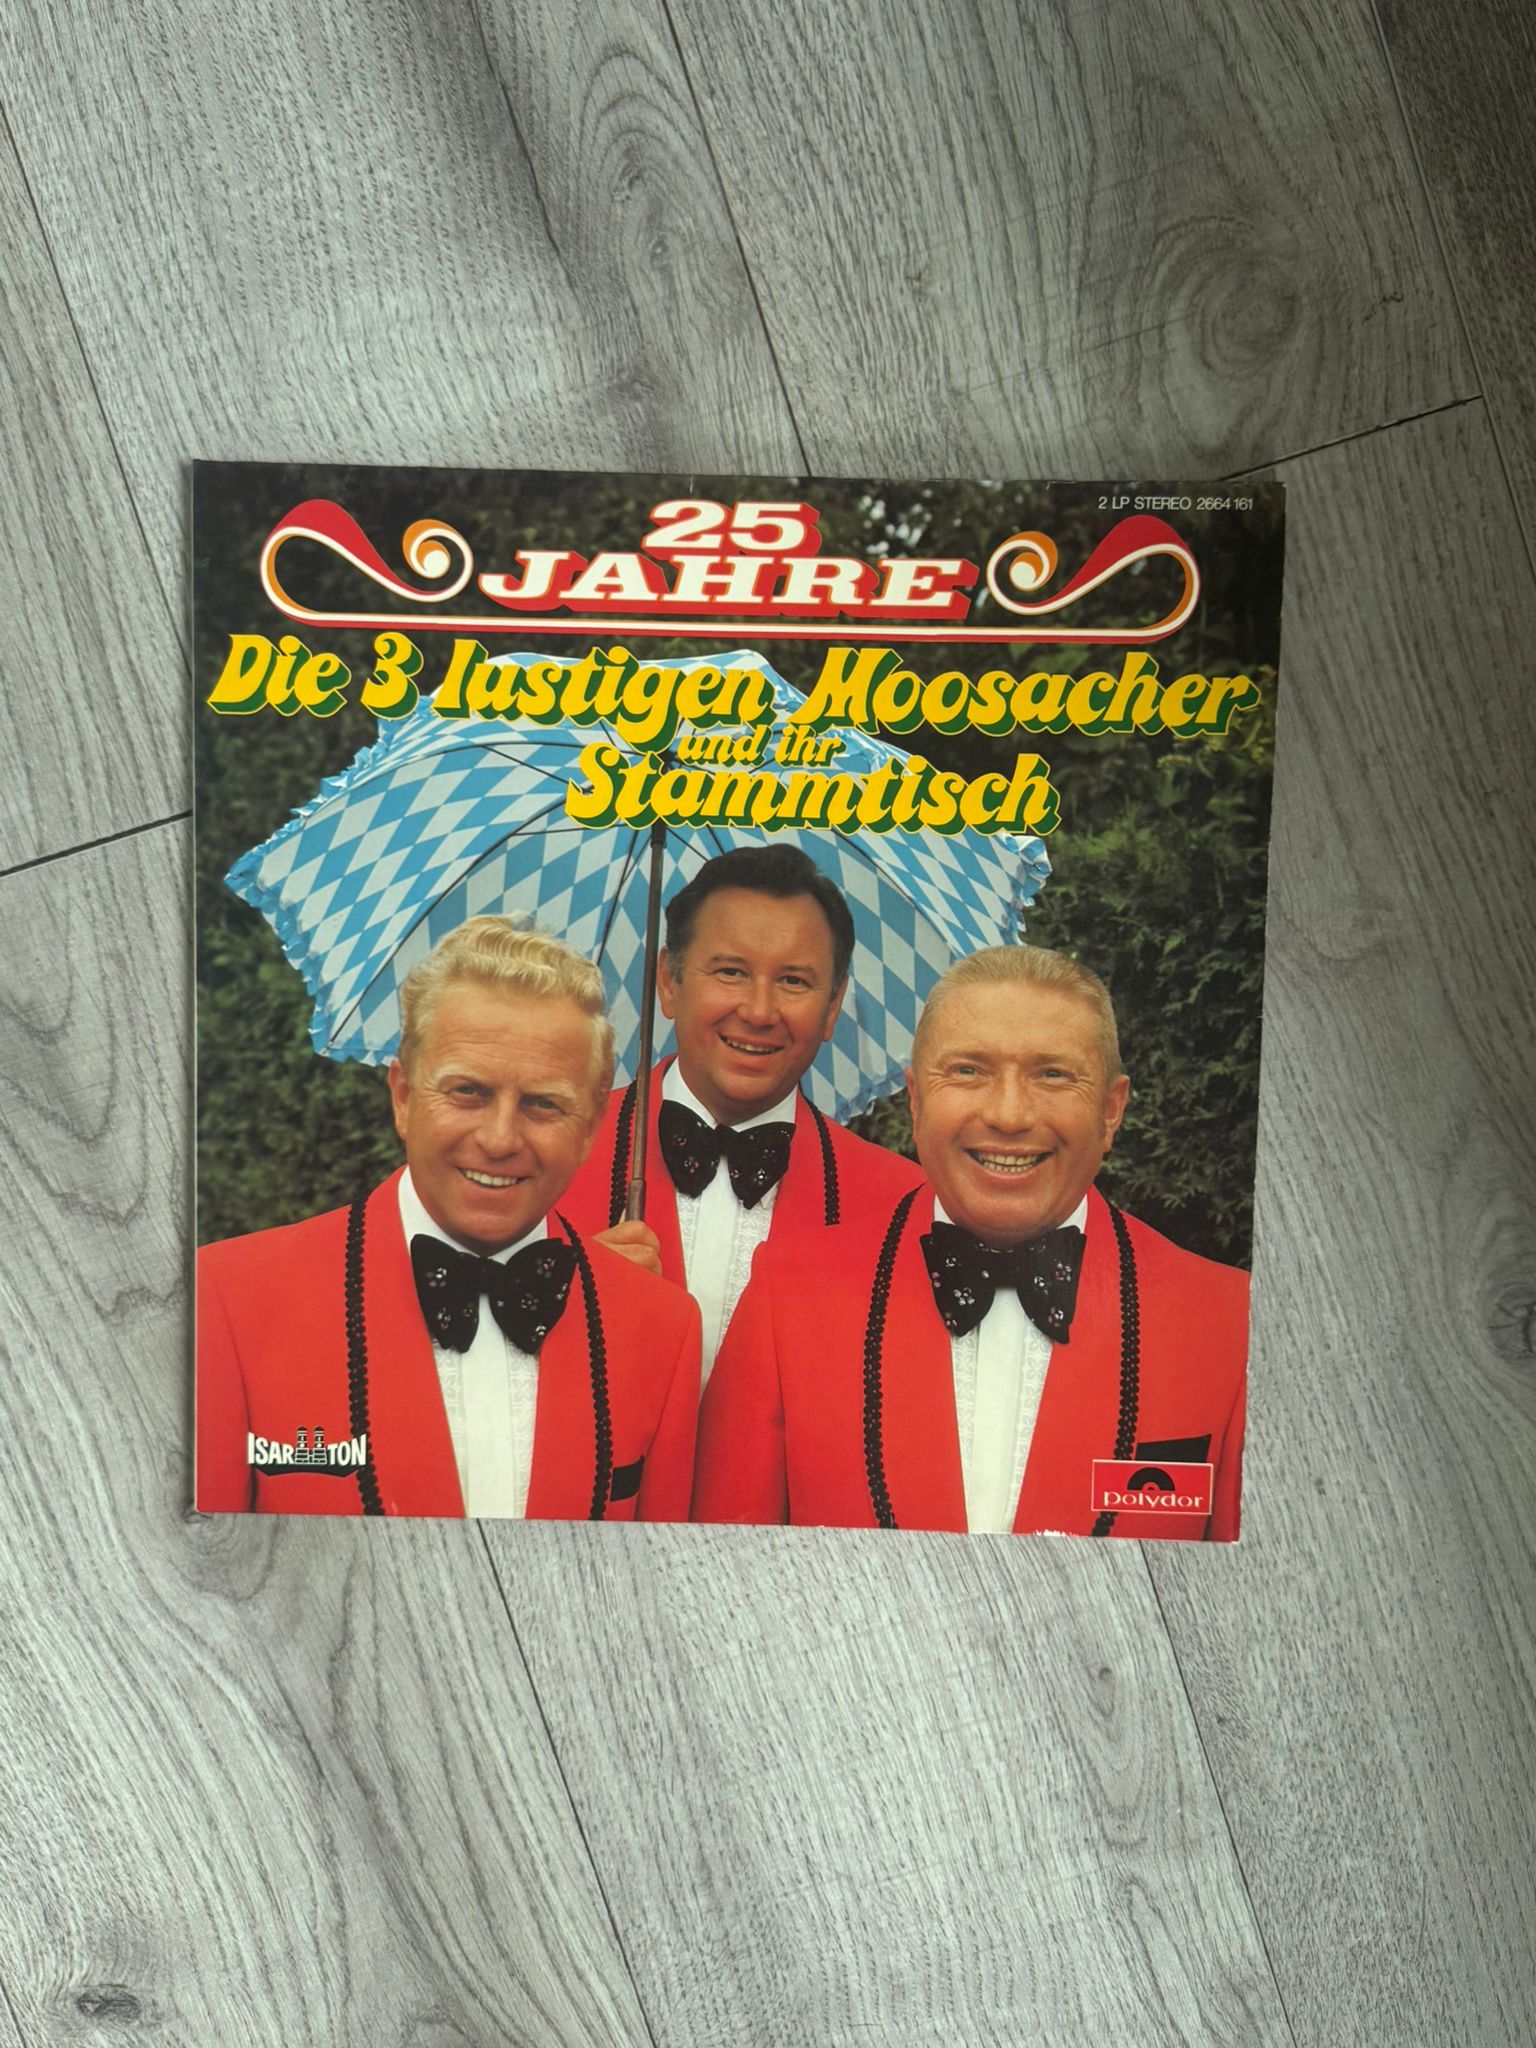 2 LP STEREO 2664 161
25
JAHRE
Die 3 lustigen Moosacher
und ihr
Stammtisch
ISAR TON
polydor